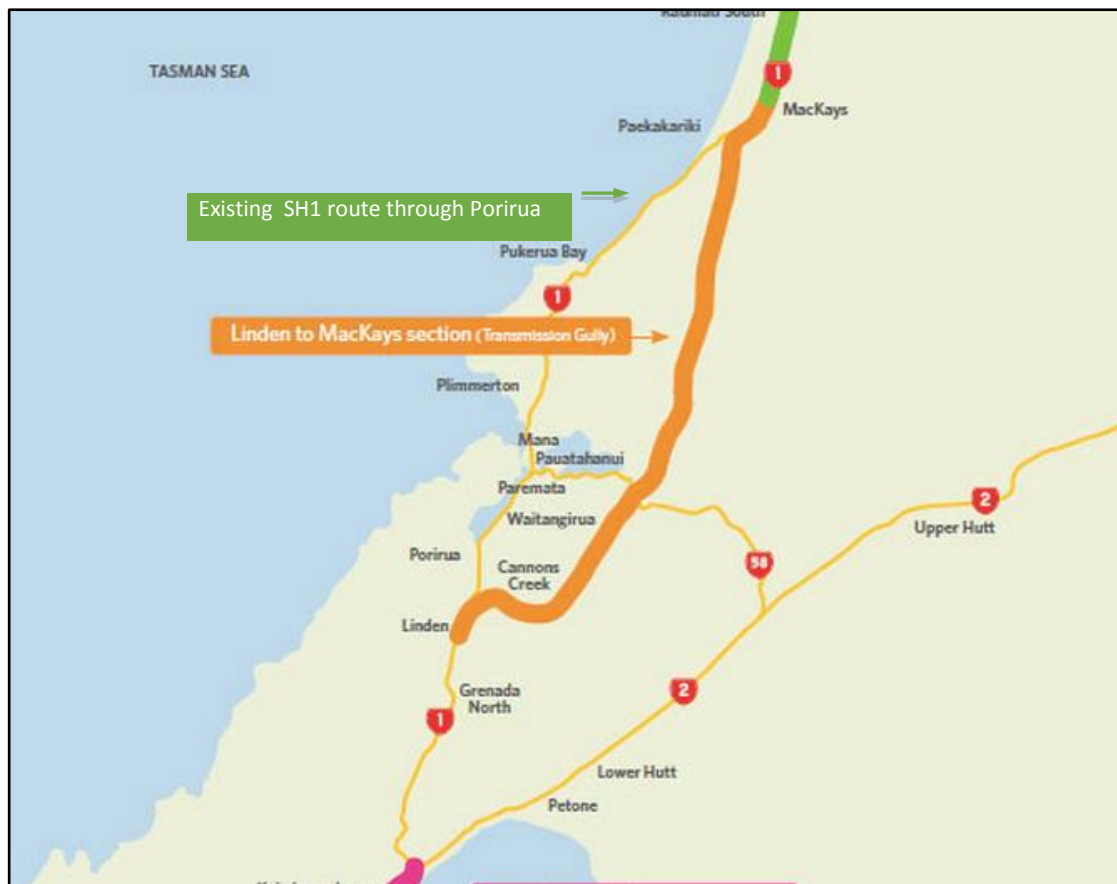 Raumati South
TASMAN SEA
1
MacKays
Paekakariki
Existing SH1 route through Porirua
Pukerua Bay
1
Linden to MacKays section (Transmission Gully)
Plimmerton
Mana
Pauatahanui
Paremata
Waitangirua
2
Upper Hutt
Porirua
Cannons
Creek
58
Linden
Grenada
North
2
1
Lower Hutt
Petone